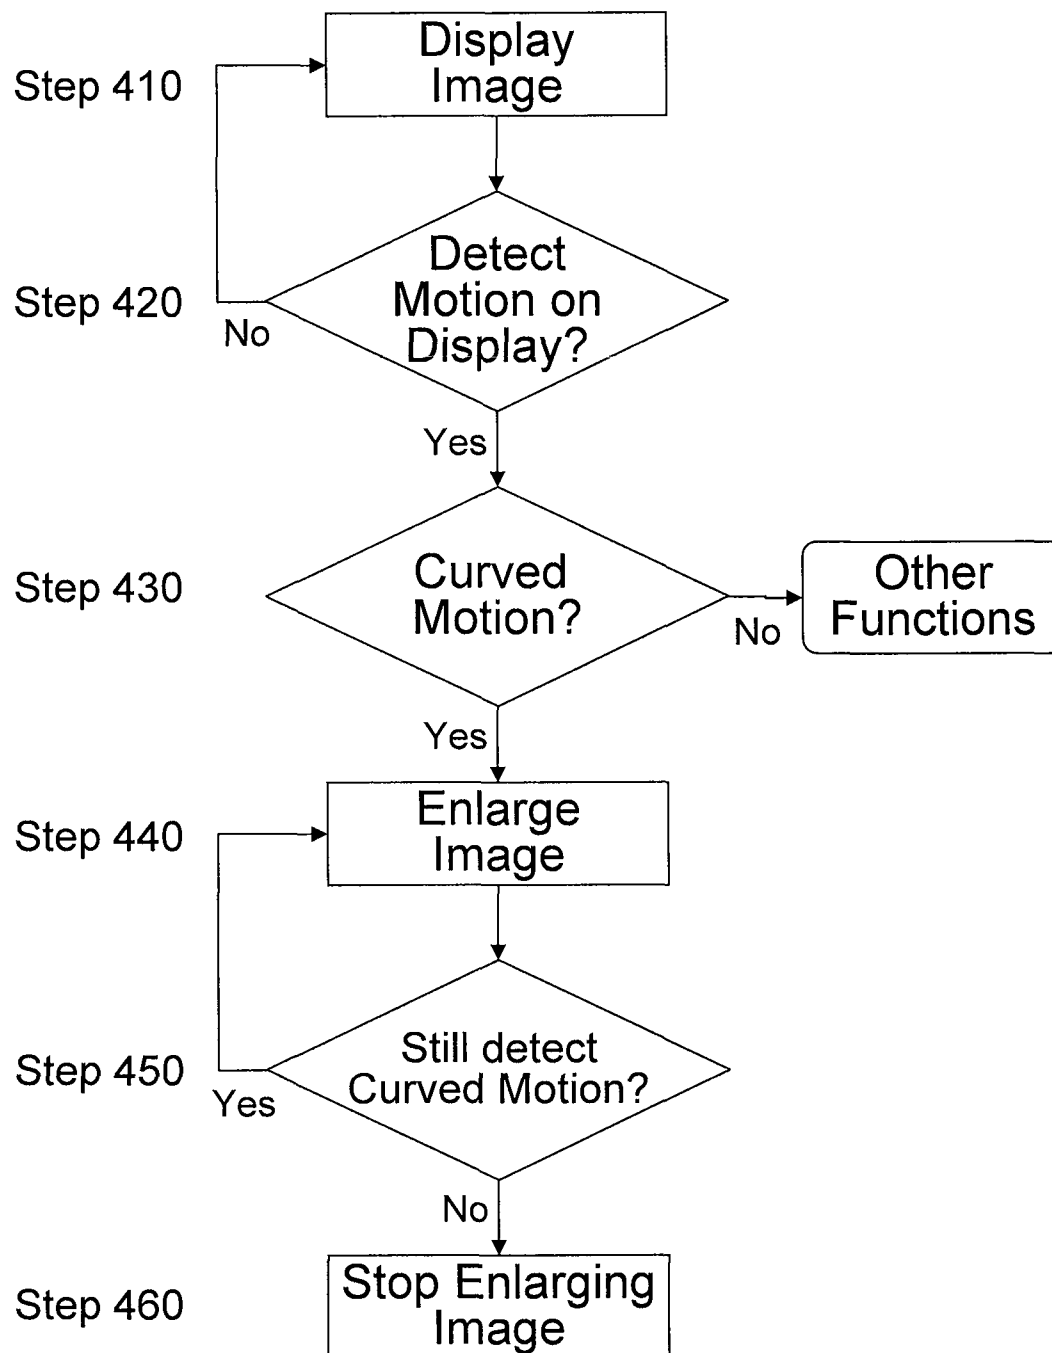 Display
Image
Step 410
Detect
Motion on
Display?
Step 420
No
Yes
Step 430
Curved
Motion?
No
Other
Functions
Yes
Step 440
Enlarge
Image
Step 450
Still detect
Curved Motion?
Yes
No
Step 460
Stop Enlarging
Image